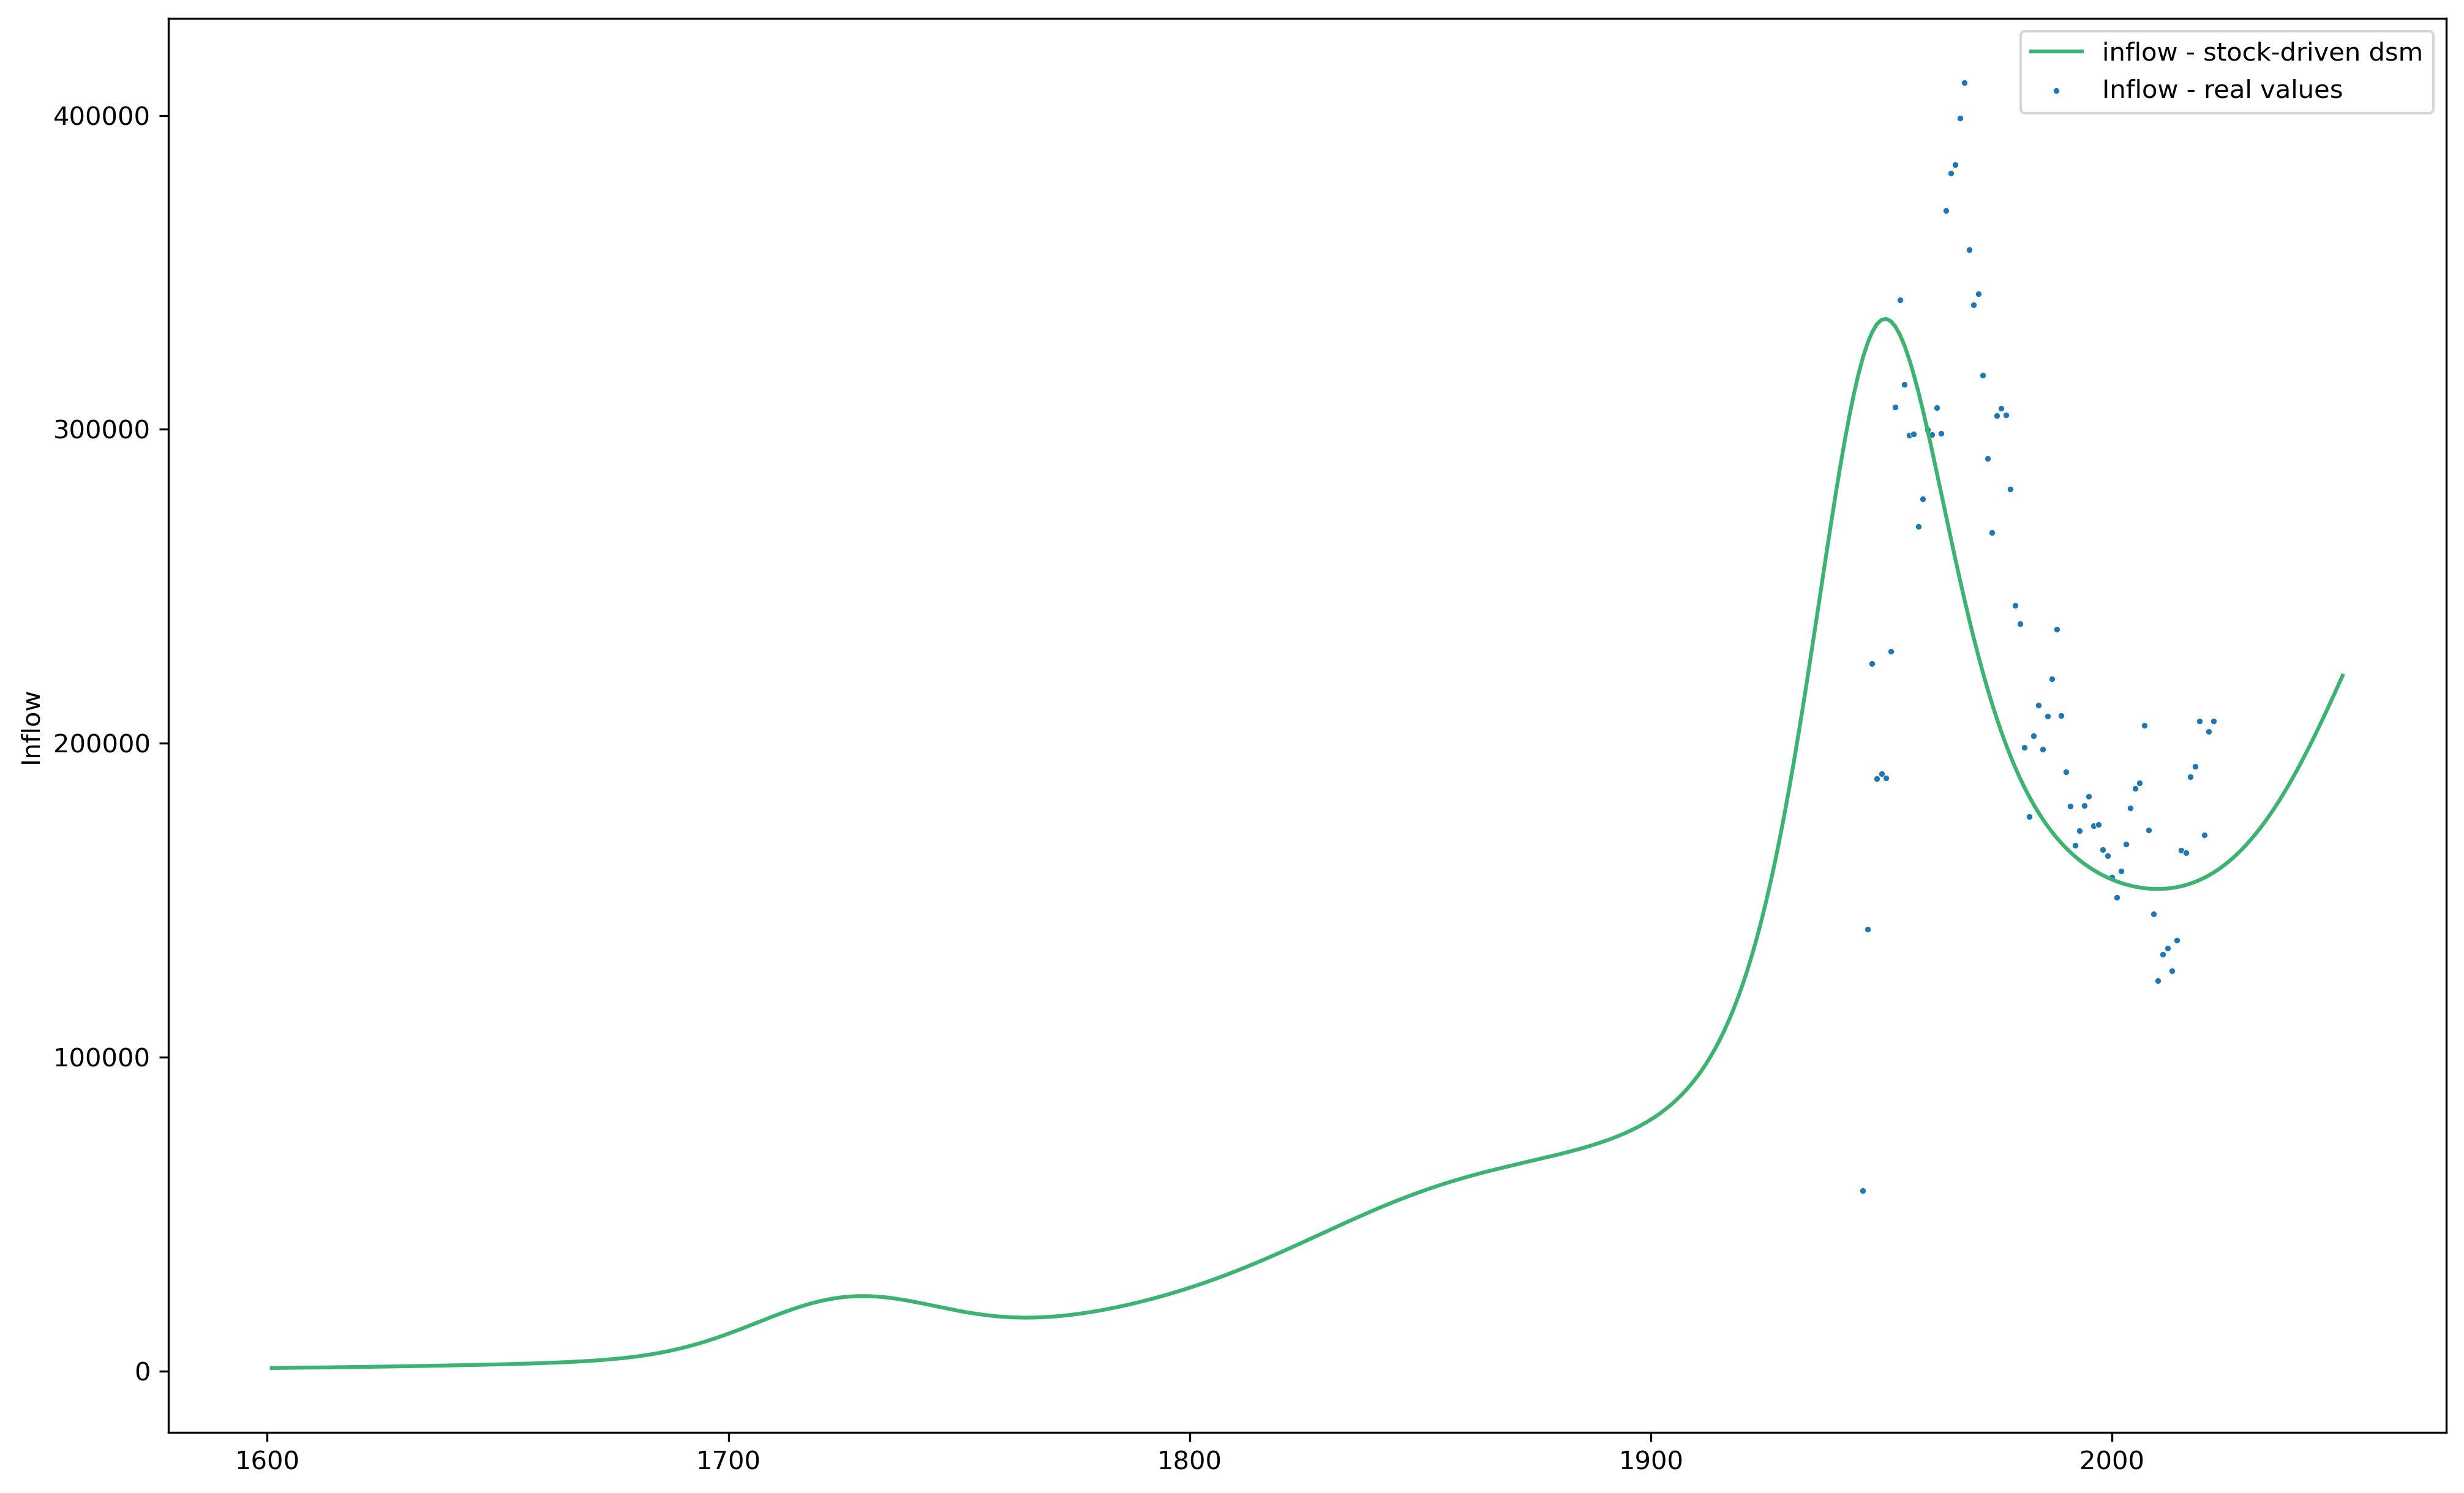 inflow - stock-driven dsm
Inflow - real values
Inflow
400000
300000
200000
100000
0
1600 1700 1800 1900 2000